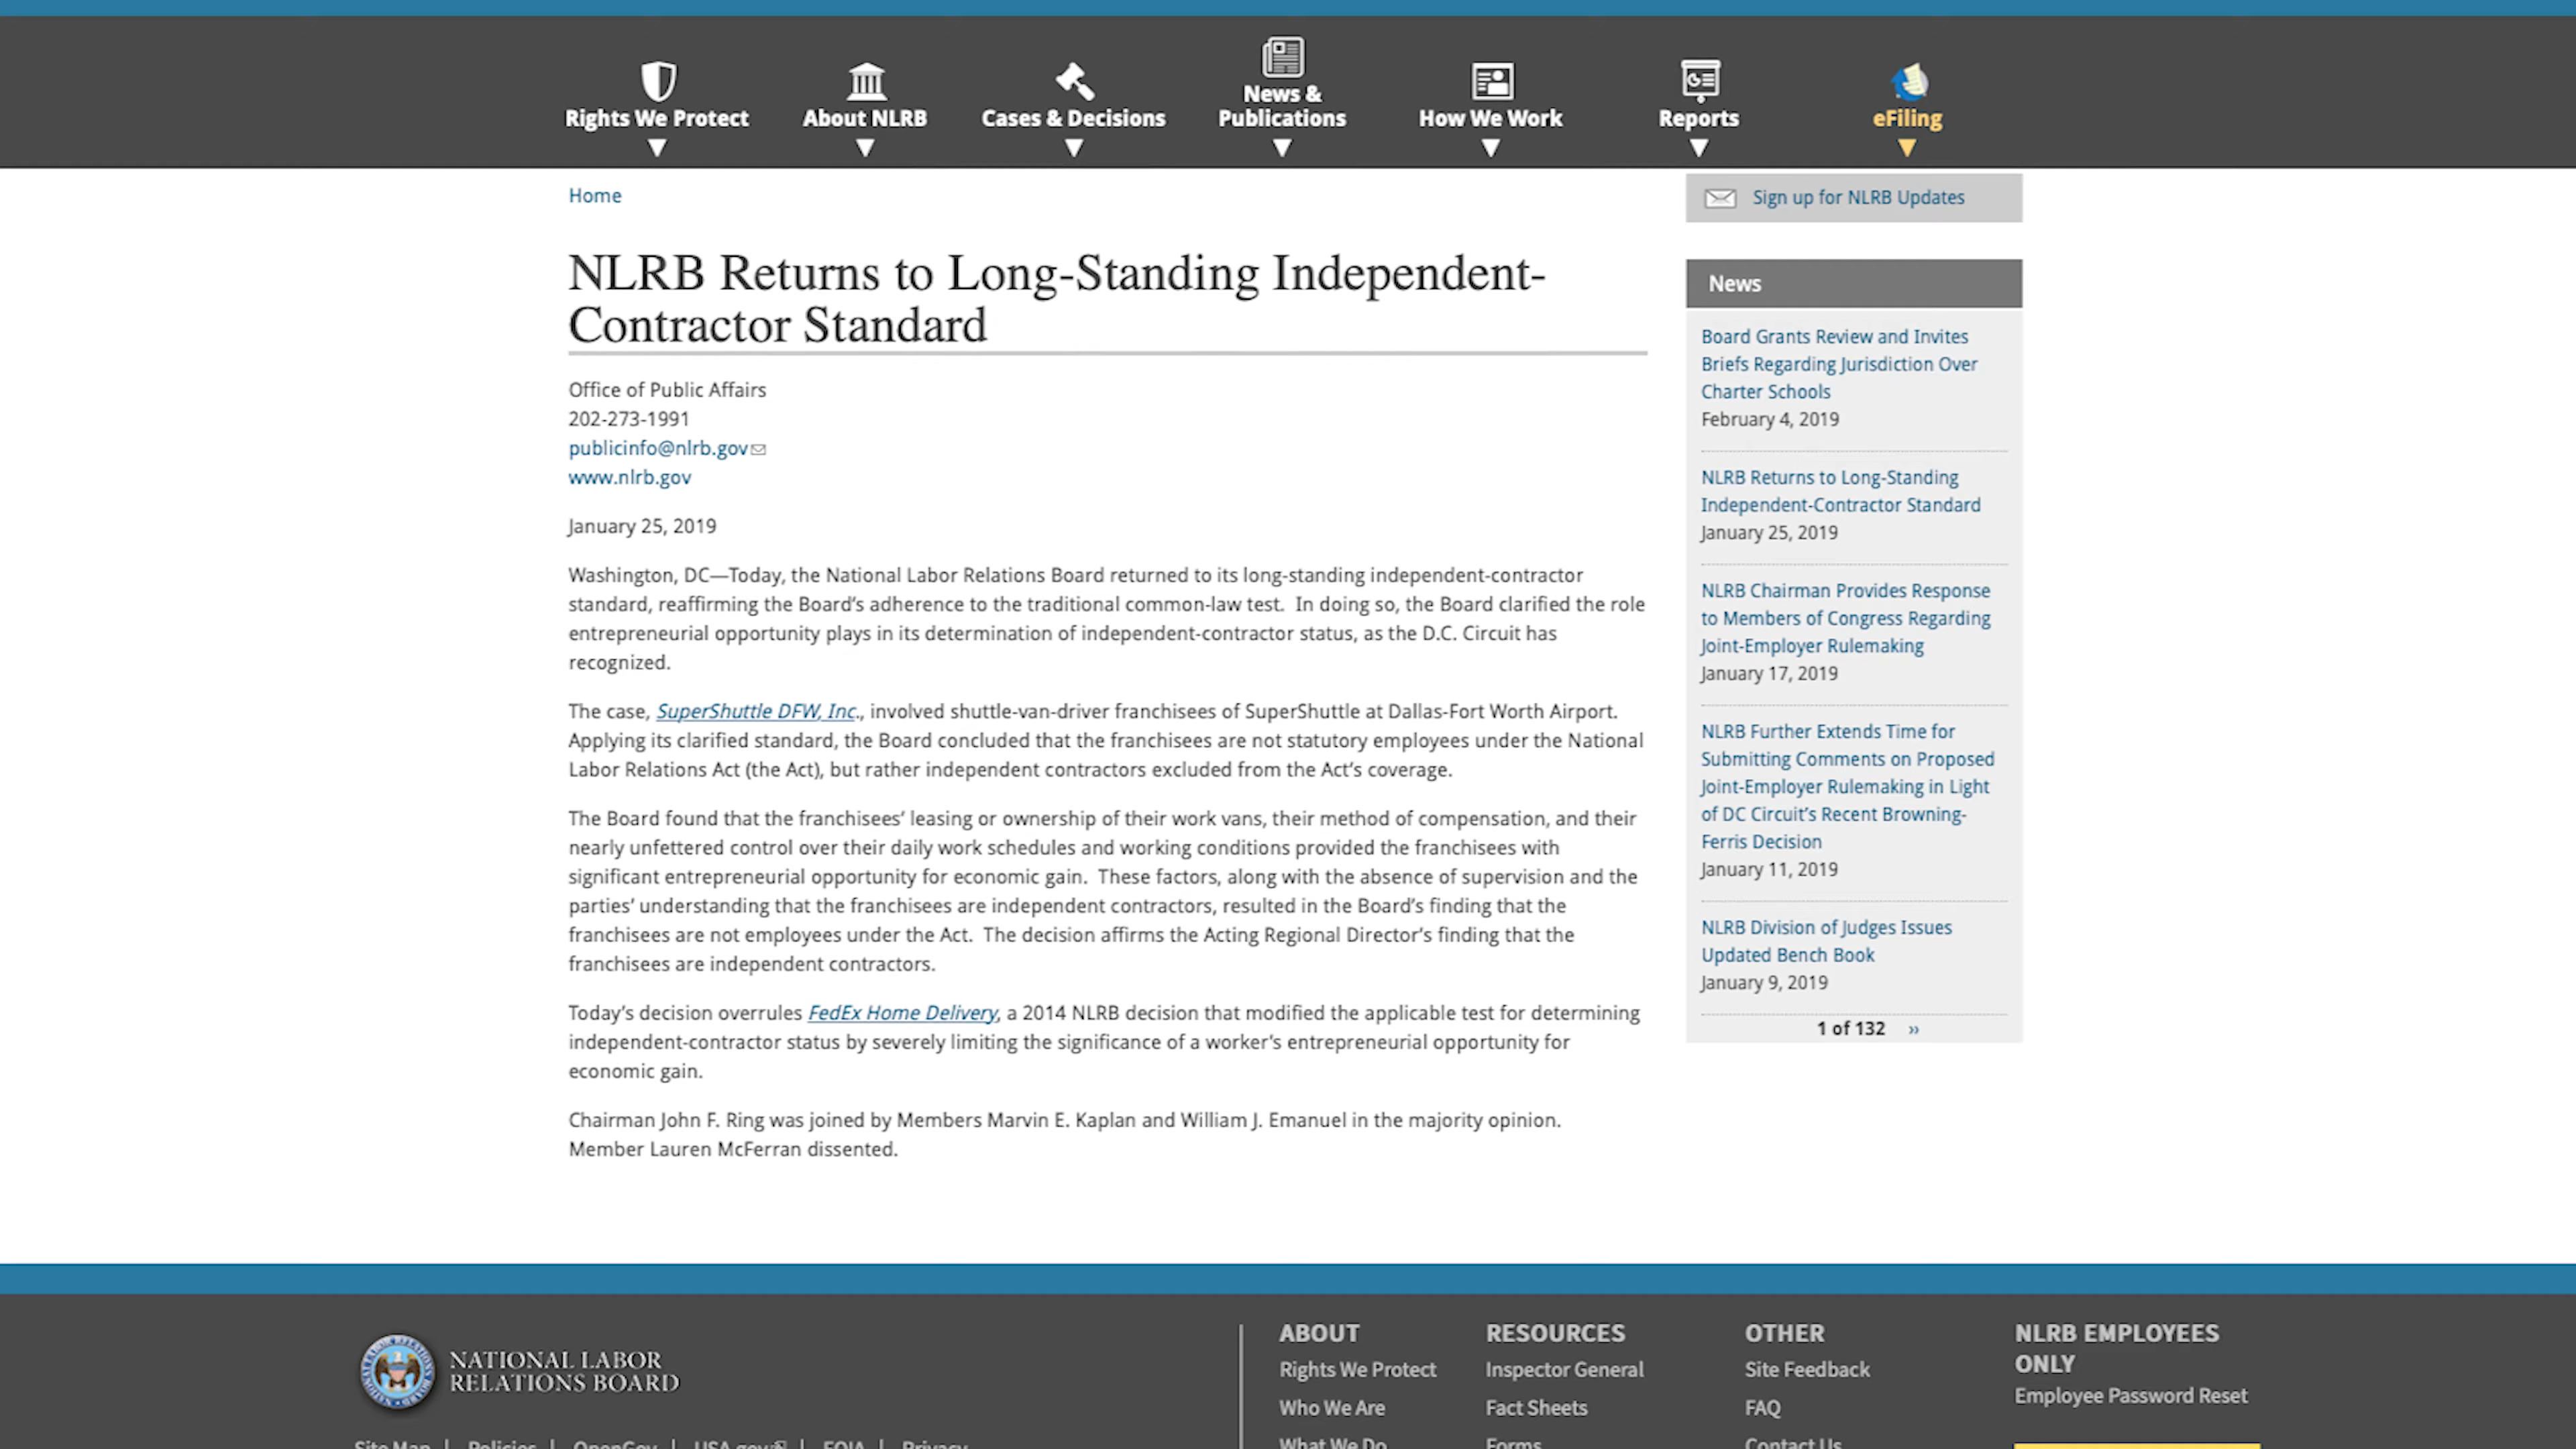 Rights We Protect
About NLRB
Cases & Decisions
News &
Publications
How We Work
Reports
eFiling
Home
NLRB Returns to Long-Standing Independent-
Contractor Standard
Office of Public Affairs
202-273-1991
publicinfo@nlrb.gov
www.nlrb.gov
January 25, 2019
Washington, DC—Today, the National Labor Relations Board returned to its long-standing independent-contractor
standard, reaffirming the Board’s adherence to the traditional common-law test.  In doing so, the Board clarified the role
entrepreneurial opportunity plays in its determination of independent-contractor status, as the D.C. Circuit has
recognized.
The case, SuperShuttle DFW, Inc., involved shuttle-van-driver franchisees of SuperShuttle at Dallas-Fort Worth Airport.
Applying its clarified standard, the Board concluded that the franchisees are not statutory employees under the National
Labor Relations Act (the Act), but rather independent contractors excluded from the Act’s coverage.
The Board found that the franchisees’ leasing or ownership of their work vans, their method of compensation, and their
nearly unfettered control over their daily work schedules and working conditions provided the franchisees with
significant entrepreneurial opportunity for economic gain.  These factors, along with the absence of supervision and the
parties’ understanding that the franchisees are independent contractors, resulted in the Board’s finding that the
franchisees are not employees under the Act.  The decision affirms the Acting Regional Director’s finding that the
franchisees are independent contractors.
Today’s decision overrules FedEx Home Delivery, a 2014 NLRB decision that modified the applicable test for determining
independent-contractor status by severely limiting the significance of a worker’s entrepreneurial opportunity for
economic gain.
Chairman John F. Ring was joined by Members Marvin E. Kaplan and William J. Emanuel in the majority opinion.
Member Lauren McFerran dissented.
Sign up for NLRB Updates
News
Board Grants Review and Invites
Briefs Regarding Jurisdiction Over
Charter Schools
February 4, 2019
NLRB Returns to Long-Standing
Independent-Contractor Standard
January 25, 2019
NLRB Chairman Provides Response
to Members of Congress Regarding
Joint-Employer Rulemaking
January 17, 2019
NLRB Further Extends Time for
Submitting Comments on Proposed
Joint-Employer Rulemaking in Light
of DC Circuit’s Recent Browning-
Ferris Decision
January 11, 2019
NLRB Division of Judges Issues
Updated Bench Book
January 9, 2019
1 of 132 »
NATIONAL LABOR
RELATIONS BOARD
ABOUT
Rights We Protect
Who We Are
What We Do
RESOURCES
Inspector General
Fact Sheets
Forms
OTHER
Site Feedback
FAQ
Contact Us
NLRB EMPLOYEES
ONLY
Employee Password Reset
Site Map | Policies | OpenGov | USA.gov | FOIA | Privacy